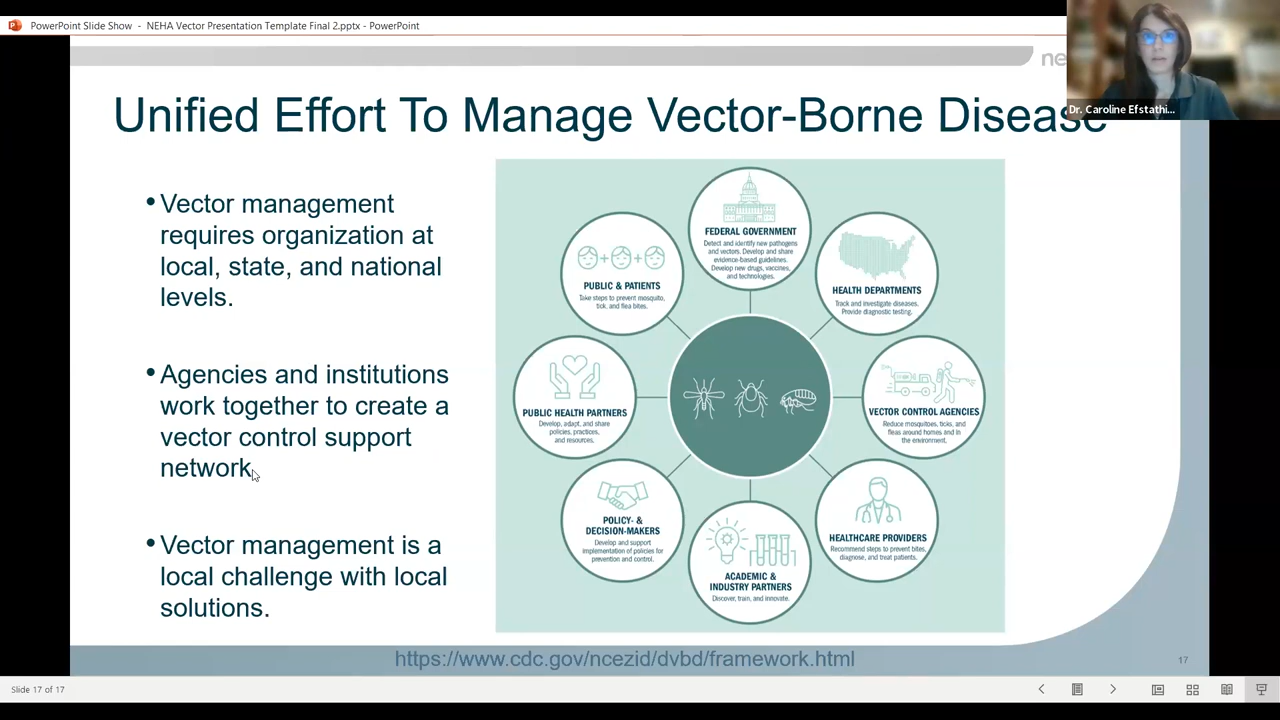 PowerPoint Slide Show - NEHA Vector Presentation Template Final 2.pptx - PowerPoint
ne
Dr. Caroline Efstathi...
Unified Effort To Manage Vector-Borne Disease
•Vector management
requires organization at
local, state, and national
levels.
•Agencies and institutions
work together to create a
vector control support
network.
•Vector management is a
local challenge with local
solutions.
FEDERAL GOVERNMENT
Detect and identify new pathogens
and vectors. Develop and share
evidence-based guidelines.
Develop new drugs, vaccines,
and technologies.
HEALTH DEPARTMENTS
Track and investigate diseases.
Provide diagnostic testing.
VECTOR CONTROL AGENCIES
Reduce mosquitoes, ticks, and
fleas around homes and in
the environment.
HEALTHCARE PROVIDERS
Recommend steps to prevent bites,
diagnose, and treat patients.
ACADEMIC &
INDUSTRY PARTNERS
Discover, train, and innovate.
POLICY- &
DECISION-MAKERS
Develop and support
implementation of policies for
prevention and control.
PUBLIC HEALTH PARTNERS
Develop, adapt, and share
policies, practices,
and resources.
PUBLIC & PATIENTS
Take steps to prevent mosquito,
tick, and flea bites.
https://www.cdc.gov/ncezid/dvbd/framework.html
17
Slide 17 of 17